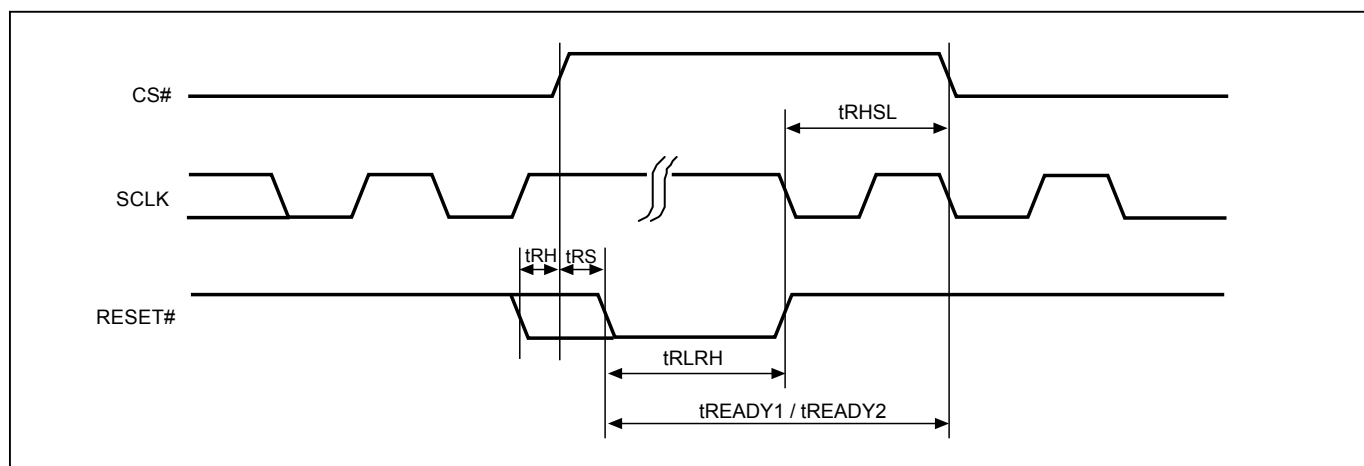 CS#
tRHSL
SCLK
tRH tRS
RESET#
tRLRH
tREADY1 / tREADY2